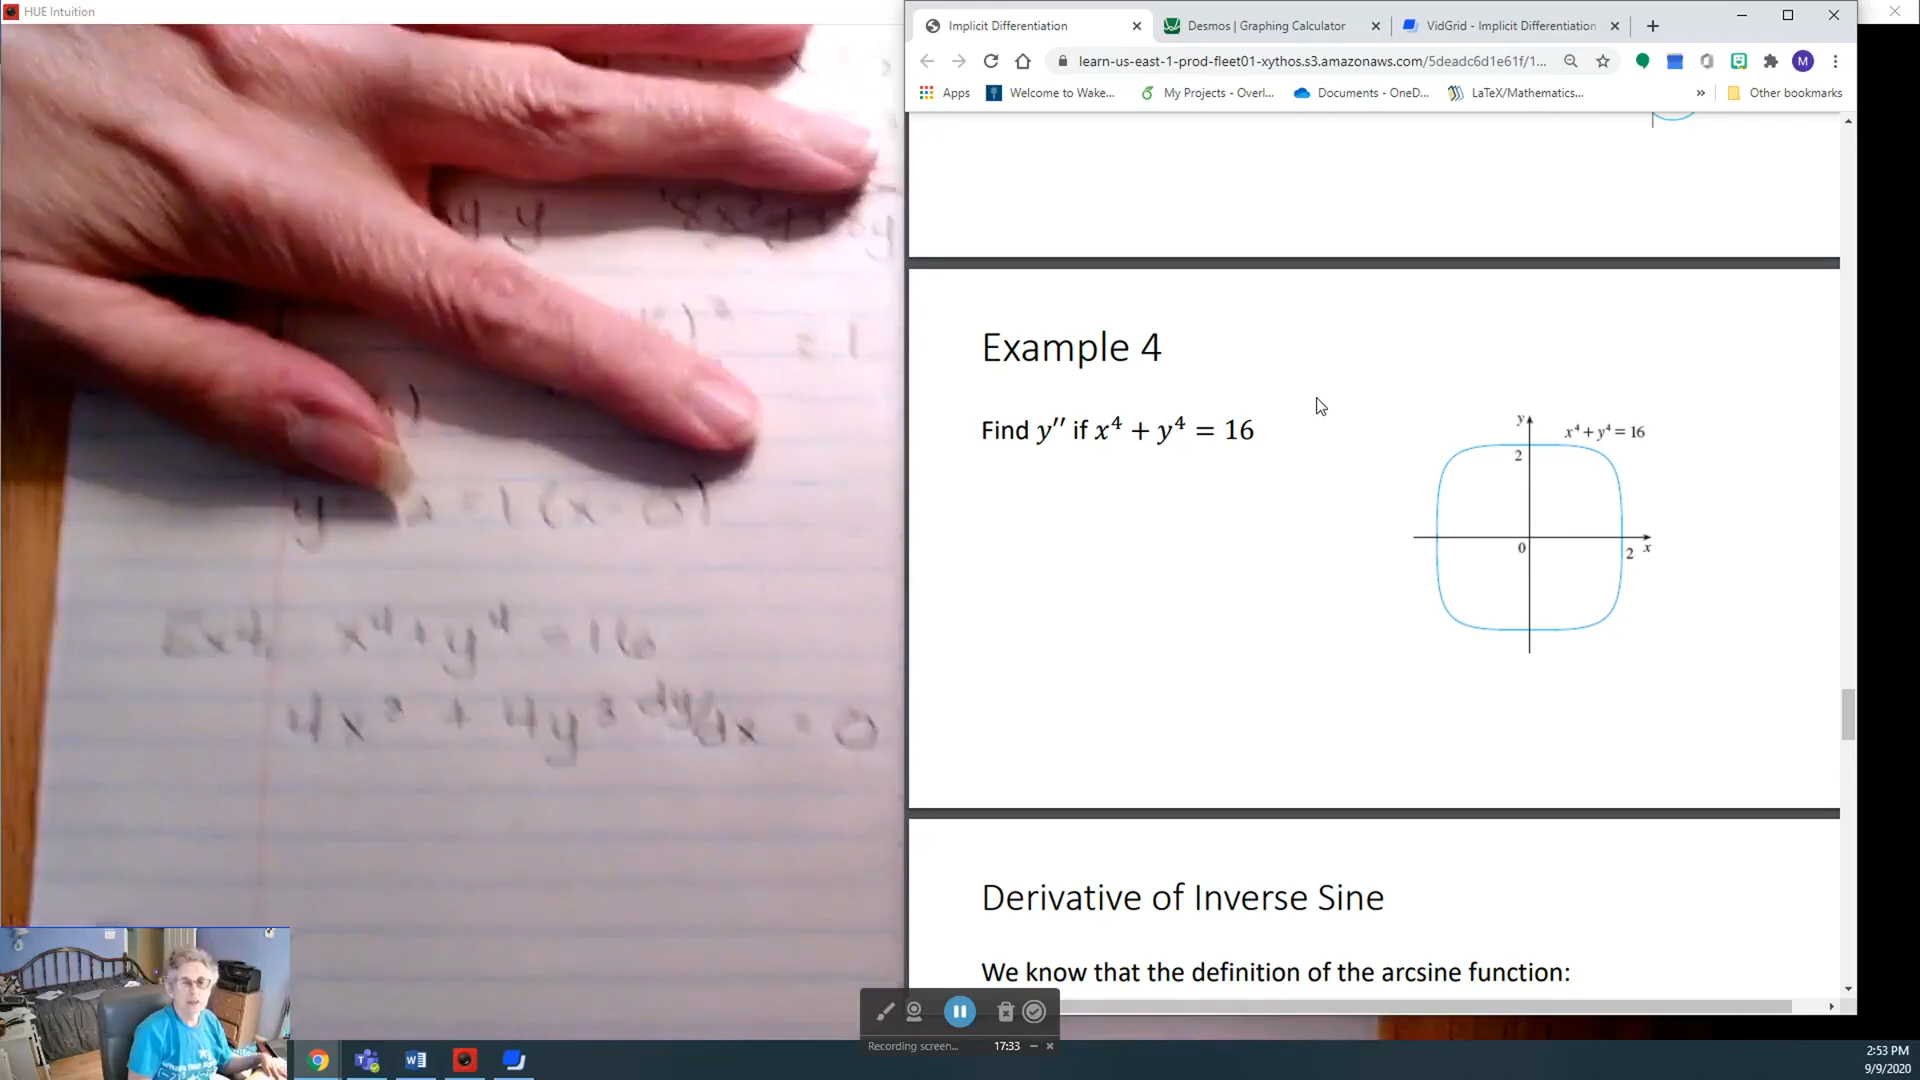 HUE Intuition
Implicit Differentiation
Desmos | Graphing Calculator
VidGrid - Implicit Differentiation
learn-us-east-1-prod-fleet01-xythos.s3.amazonaws.com/5deadc6d1e61f/1...
M
Apps
Welcome to Wake...
My Projects - Overl...
Documents - OneD...
LaTeX/Mathematics...
»
Other bookmarks
= 1
= 1 (x - 0)
Ex 4. x⁴ + y⁴ = 16
4x³ + 4y³ dy/dx = 0
Example 4
Find y′′ if x⁴ + y⁴ = 16
y
x⁴ + y⁴ = 16
2
0
2
x
Derivative of Inverse Sine
We know that the definition of the arcsine function:
Recording screen...
17:33
2:53 PM
9/9/2020